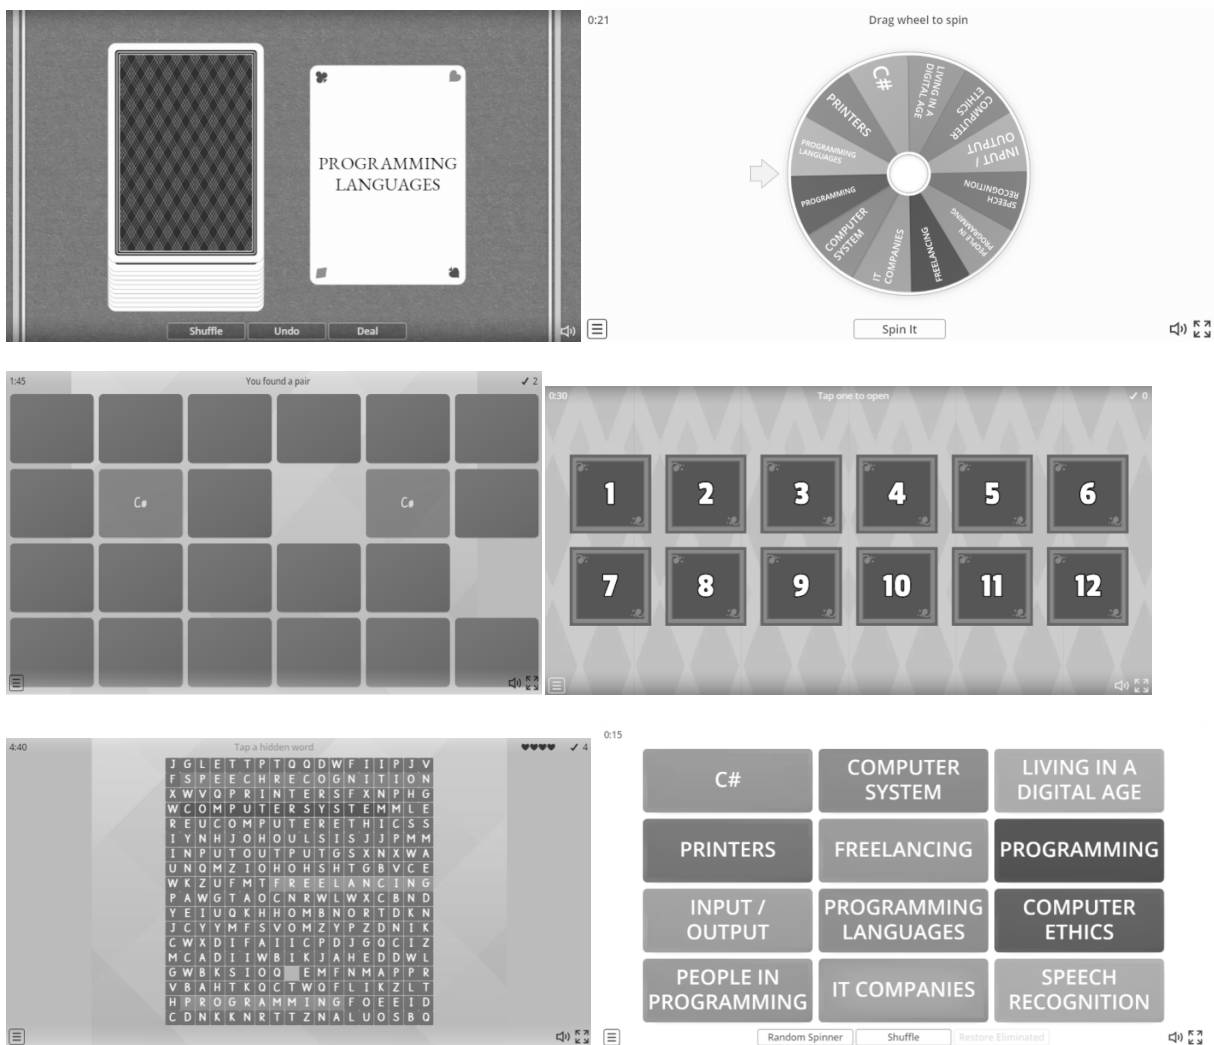 PROGRAMMING
LANGUAGES
Shuffle
Undo
Deal
0:21
Drag wheel to spin
C#
LIVING IN A
DIGITAL AGE
COMPUTER
ETHICS
INPUT /
OUTPUT
SPEECH
RECOGNITION
PEOPLE IN
PROGRAMMING
FREELANCING
IT
COMPANIES
COMPUTER
SYSTEM
PROGRAMMING
PROGRAMMING
LANGUAGES
PRINTERS
Spin It
1:45
You found a pair
2
C# C#
0:30
Tap one to open
0
1 2 3 4 5 6
7 8 9 10 11 12
4:40
Tap a hidden word
4
J G L E T T P T Q Q D W F I I P J V
F S P E E C H R E C O G N I T I O N
X W V Q P R I N T E R S F X N P H G
W C O M P U T E R S Y S T E M M L E
R E U C O M P U T E R E T H I C S S
I Y N H J O H O U L S I S J J P M M
I N P U T O U T P U T G S X N X W A
U N Q M Z I O H O H S H T G B V C E
W K Z U F M T F R E E L A N C I N G
P A W G T A O C N R W L W X C B N D
Y E I U Q K H H O M B N O R T D K N
J C Y Y M F S V O M Z Y P Z D N I K
C W X D I F A I I C P D J G Q C I Z
M C A D I I W B I K J A H E D D W L
G W B K S I O Q E M F N M A P P R
V B A H T K Q C T W Q F L I K Z L T
H P R O G R A M M I N G F O E E I D
C D N K K N R T T Z N A L U O S B Q
0:15
C#
COMPUTER
SYSTEM
LIVING IN A
DIGITAL AGE
PRINTERS
FREELANCING
PROGRAMMING
INPUT /
OUTPUT
PROGRAMMING
LANGUAGES
COMPUTER
ETHICS
PEOPLE IN
PROGRAMMING
IT COMPANIES
SPEECH
RECOGNITION
Random Spinner
Shuffle
Restore Eliminated